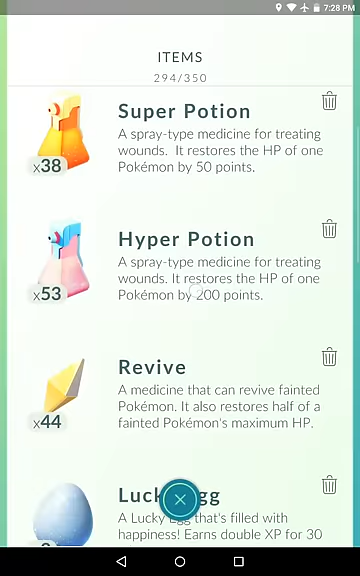 7:28 PM
ITEMS
294/350
Super Potion
A spray-type medicine for treating
wounds. It restores the HP of one
Pokémon by 50 points.
x38
Hyper Potion
A spray-type medicine for treating
wounds. It restores the HP of one
Pokémon by 200 points.
x53
Revive
A medicine that can revive fainted
Pokémon. It also restores half of a
fainted Pokémon's maximum HP.
x44
A Lucky Egg that's filled with
happiness! Earns double XP for 30